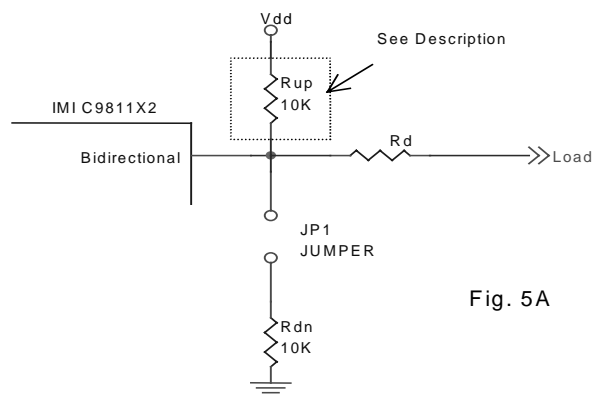 Vdd
See Description
Rup
10K
IMI C9811X2
Rd
Bidirectional
Load
JP1
JUMPER
Fig. 5A
Rdn
10K